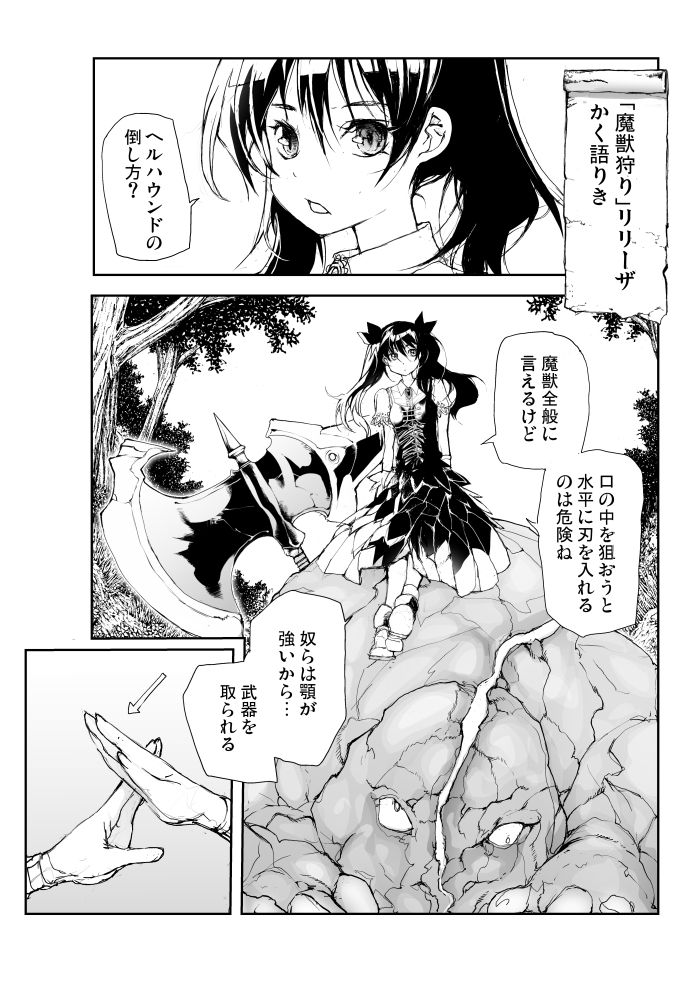 「魔獣狩り」リリーザ
かく語りき
ヘルハウンドの
倒し方?
魔獣全般に
言えるけど
口の中を狙おうと
水平に刃を入れる
のは危険ね
奴らは顎が
強いから…
武器を
取られる